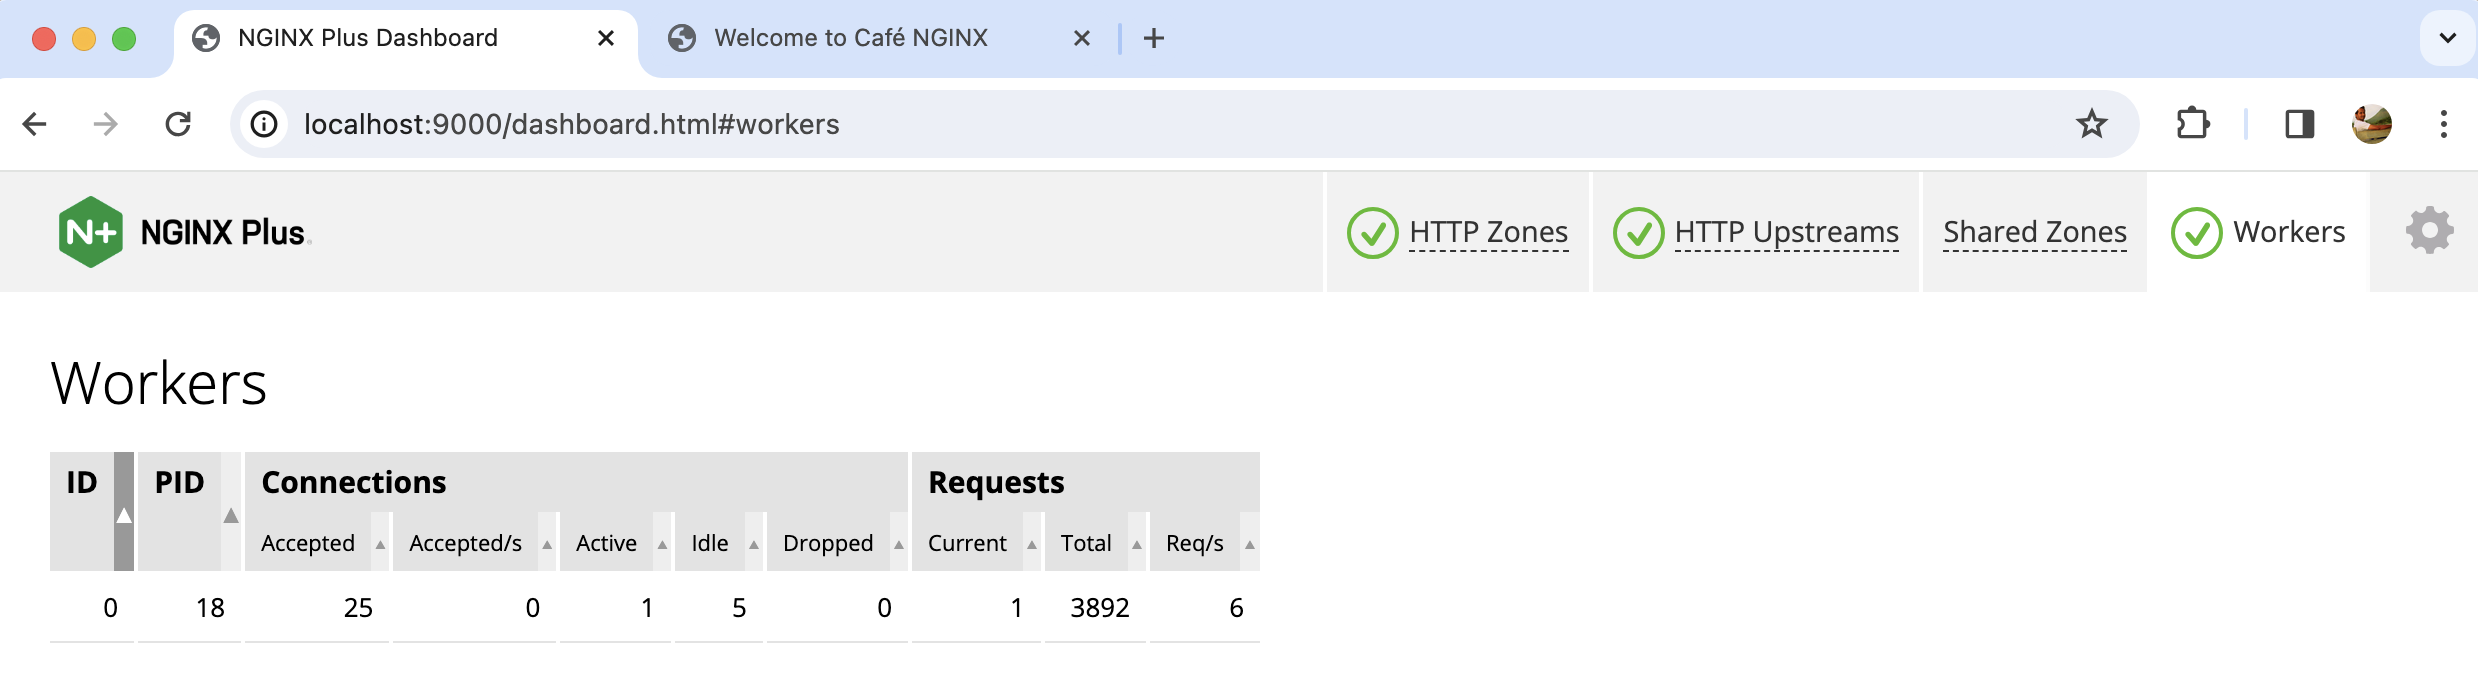 NGINX Plus Dashboard
Welcome to Café NGINX
localhost:9000/dashboard.html#workers
N+ NGINX Plus
HTTP Zones
HTTP Upstreams
Shared Zones
Workers
Workers
ID PID Connections Requests
Accepted Accepted/s Active Idle Dropped Current Total Req/s
0 18 25 0 1 5 0 1 3892 6